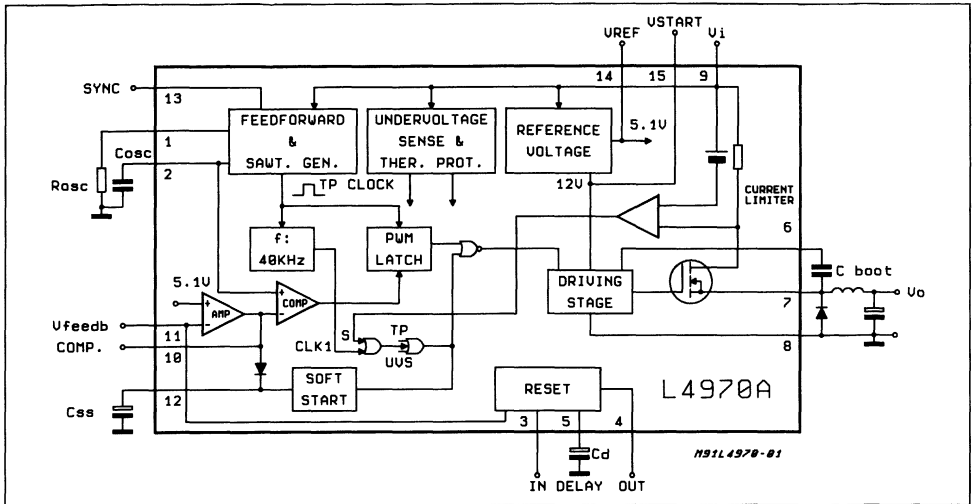 VSTART
VREF
Vi
14
15
9
SYNC
13
FEEDFORWARD
&
SAWT. GEN.
UNDERVOLTAGE
SENSE &
THER. PROT.
REFERENCE
VOLTAGE
5.1V
1
Cosc
2
Rosc
TP CLOCK
12V
CURRENT
LIMITER
6
f:
40KHz
PWM
LATCH
C boot
DRIVING
STAGE
5.1V
+
-
AMP
+
-
COMP
7
Vo
Vfeedb
11
S
TP
8
COMP.
10
CLK1
UVS
SOFT
START
RESET
L4970A
Css
12
3
5
4
M91L4970-01
Cd
IN DELAY OUT